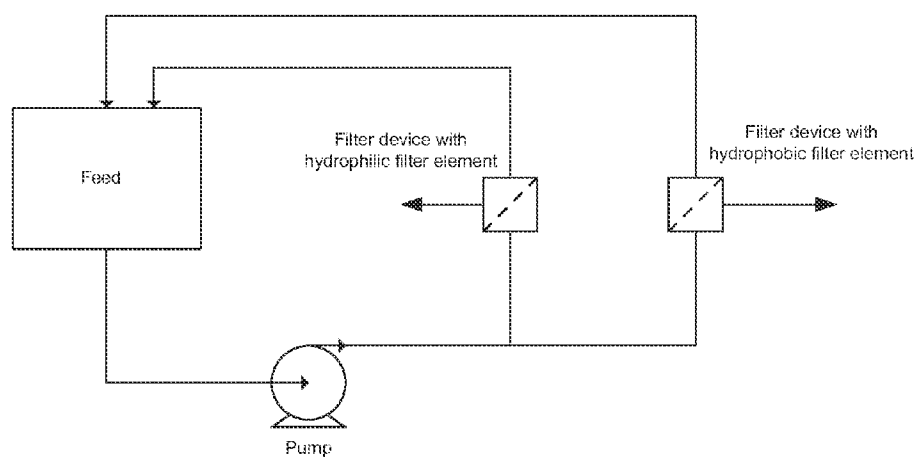 Filter device with
hydrophilic filter element
Filter device with
hydrophobic filter element
Feed
Pump